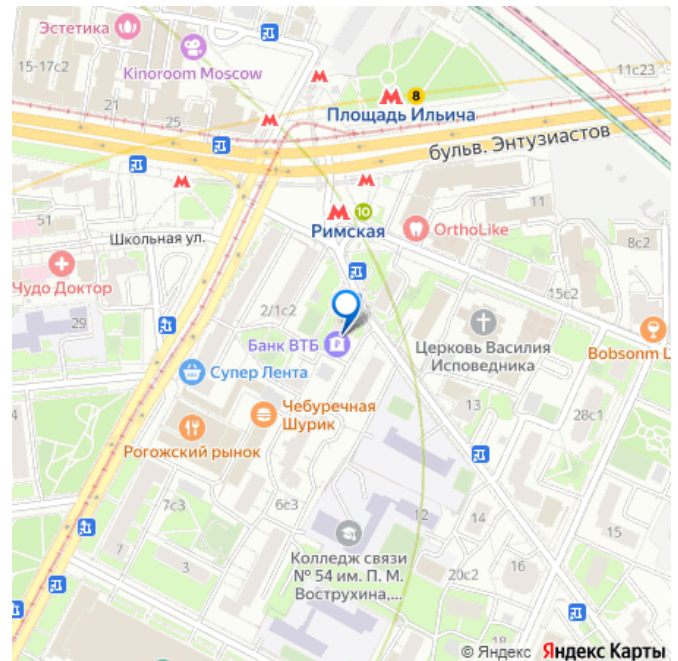 Эстетика
Kinoroom Moscow
15-17с2
21
25
11с23
8
Площадь Ильича
бульв. Энтузиастов
51
Школьная ул.
10
Римская
OrthoLike
11
8с2
Чудо Доктор
29
2/1с2
Банк ВТБ
15с2
Церковь Василия
Исповедника
Bobsonm L
Супер Лента
Чебуречная
Шурик
13
28с1
Рогожский рынок
7с3
6с3
12
14
15
7
3
Колледж связи
№ 54 им. П. М.
Вострухина,...
20с2
16
18
© Яндекс Яндекс Карты